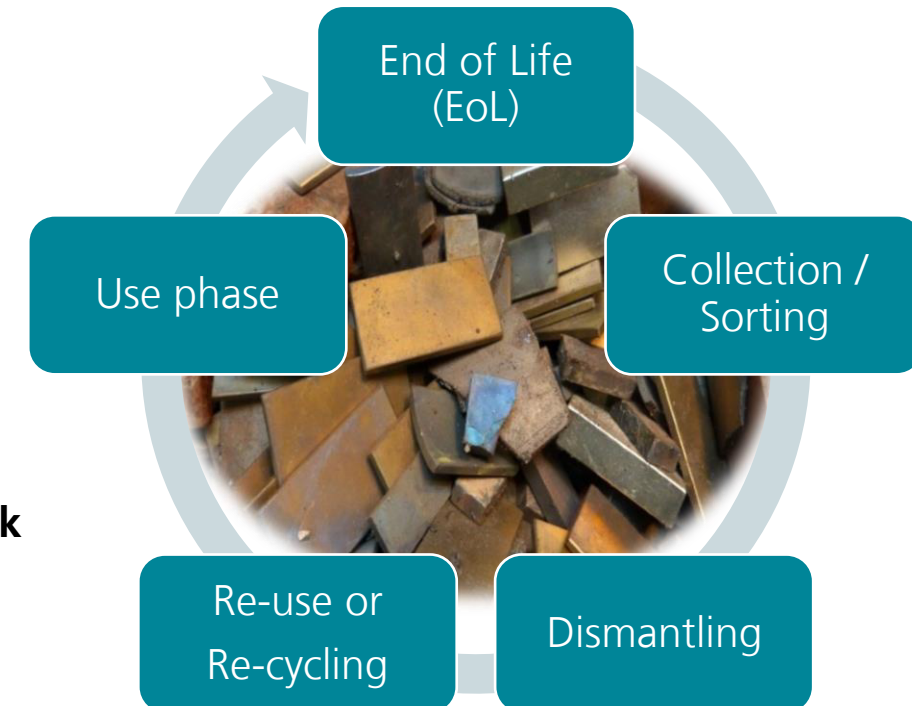 End of Life
(EoL)
Collection /
Sorting
Dismantling
Re-use or
Re-cycling
Use phase
k